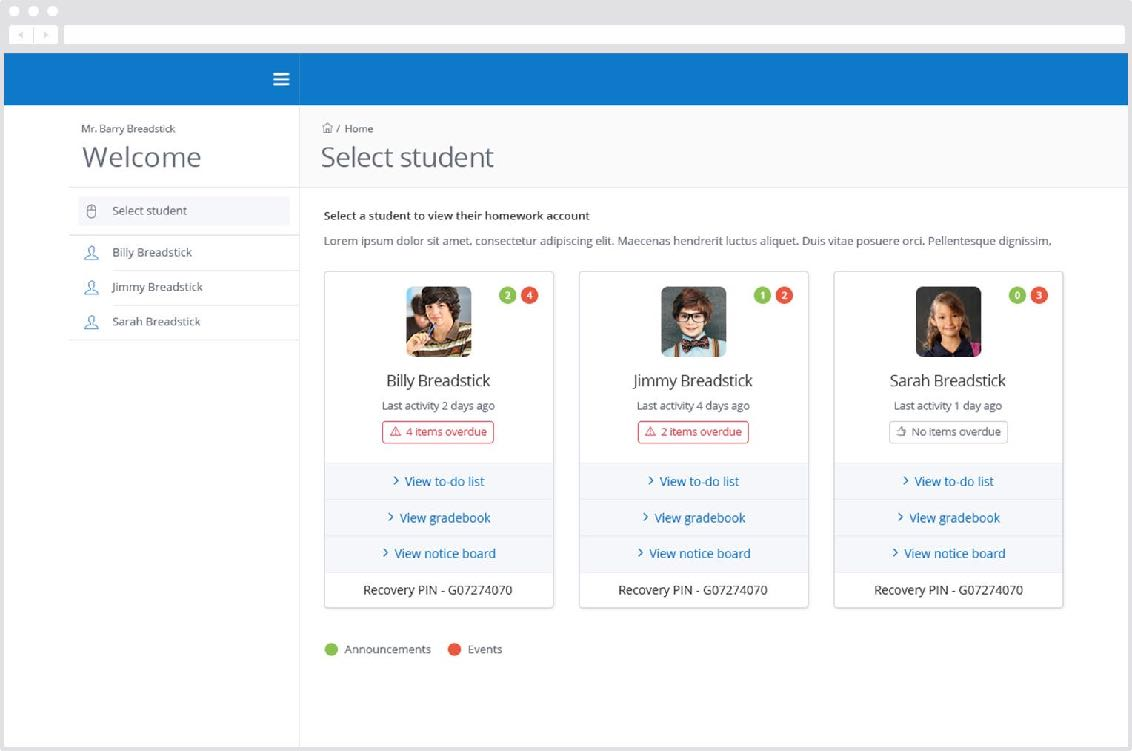 Mr. Barry Breadstick
Welcome
Select student
Billy Breadstick
Jimmy Breadstick
Sarah Breadstick
/ Home
Select student
Select a student to view their homework account
Lorem ipsum dolor sit amet, consectetur adipiscing elit. Maecenas hendrerit luctus aliquet. Duis vitae posuere orci. Pellentesque dignissim,
2 4
Billy Breadstick
Last activity 2 days ago
4 items overdue
View to-do list
View gradebook
View notice board
Recovery PIN - G07274070
1 2
Jimmy Breadstick
Last activity 4 days ago
2 items overdue
View to-do list
View gradebook
View notice board
Recovery PIN - G07274070
0 3
Sarah Breadstick
Last activity 1 day ago
No items overdue
View to-do list
View gradebook
View notice board
Recovery PIN - G07274070
Announcements Events